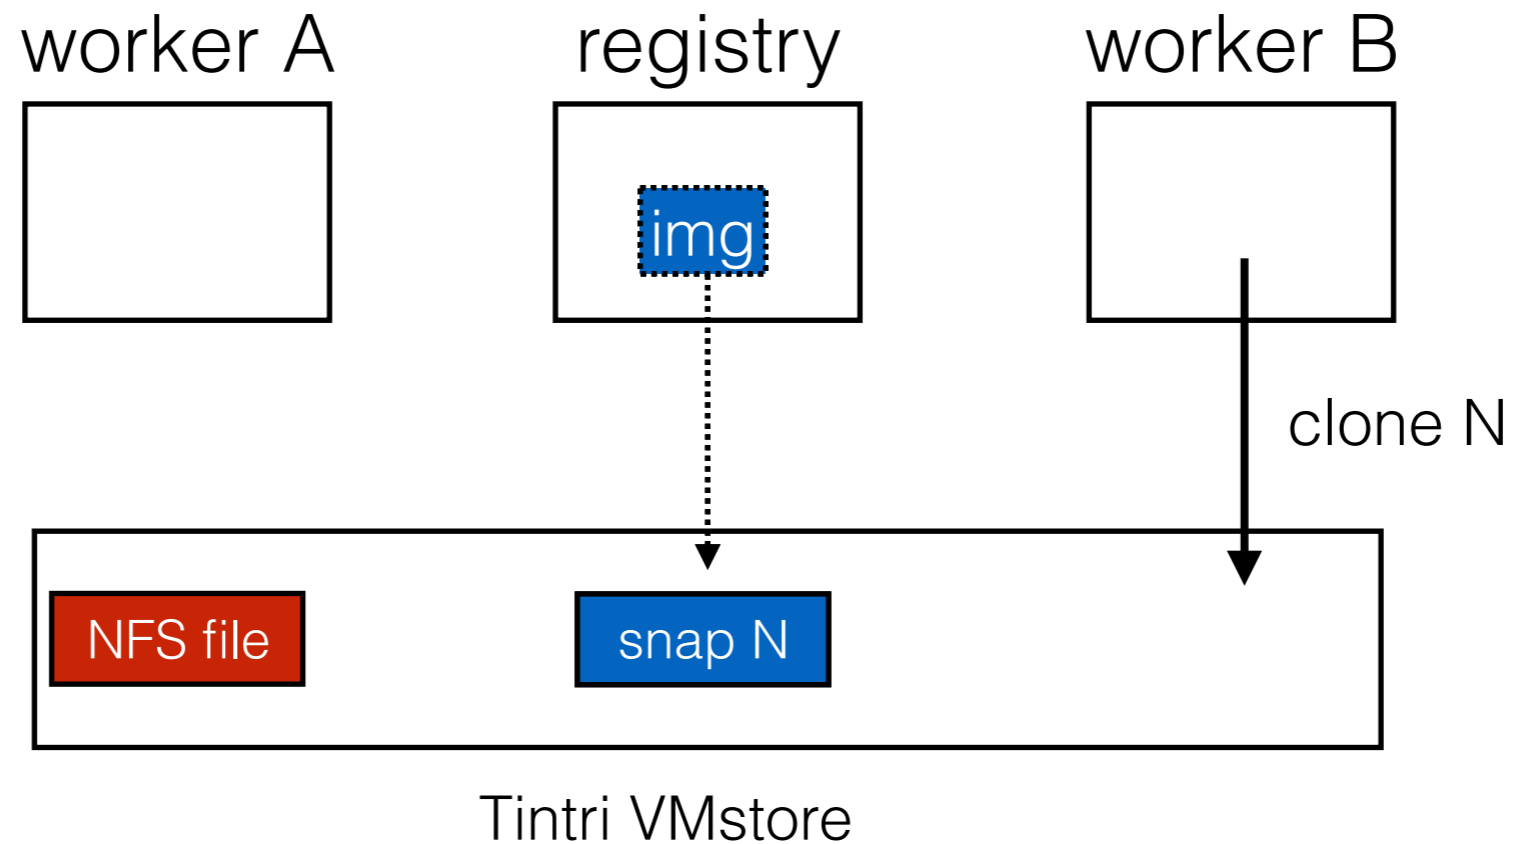 worker A
registry
worker B
img
clone N
NFS file
snap N
Tintri VMstore